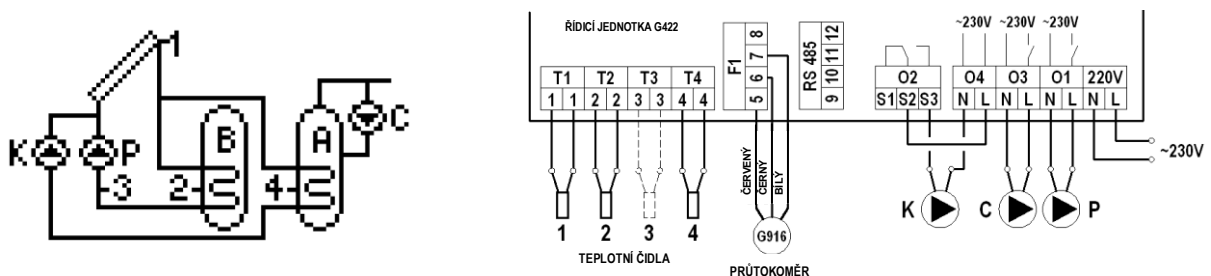 1
K
P
B
A
C
3
2
4
ŘÍDICÍ JEDNOTKA G422
~230V ~230V ~230V
T1 T2 T3 T4
1 1 2 2 3 3 4 4
F1
5 6 7 8
RS 485
9 10 11 12
O2 O4 O3 O1 220V
S1 S2 S3 N L N L N L N L
ČERVENÝ
ČERNÝ
BÍLÝ
~230V
1 2 3 4
G916
K C P
TEPLOTNÍ ČIDLA
PRŮTOKOMĚR